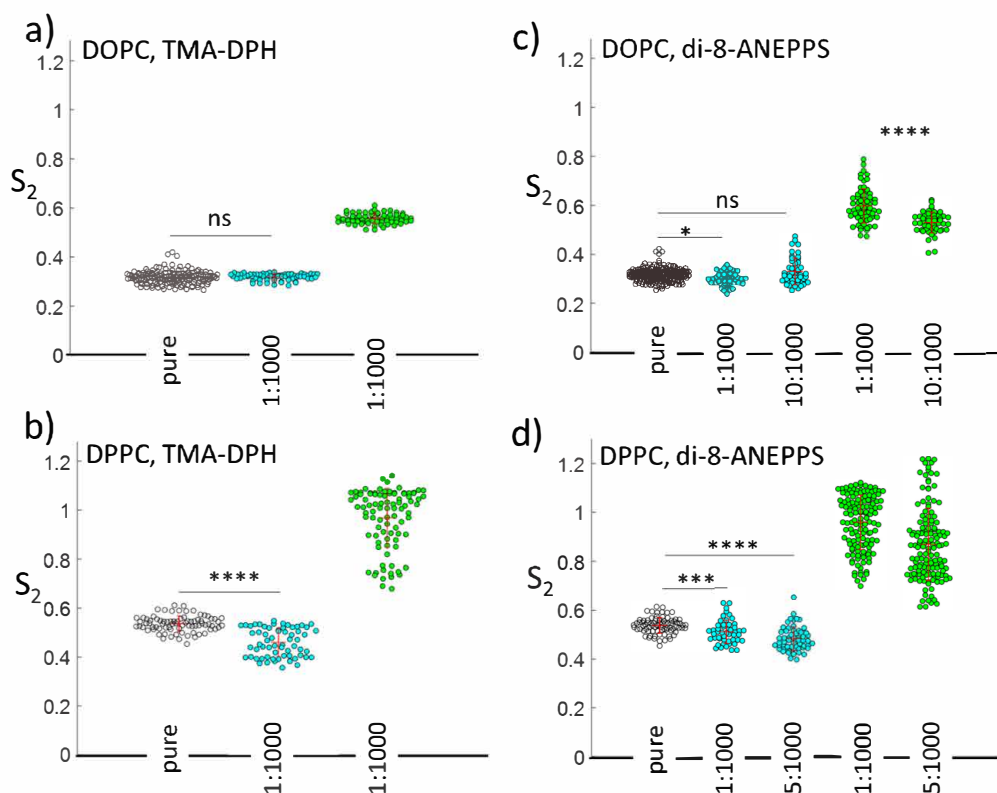 a)
DOPC, TMA-DPH
1.2
1
0.8
0.6
0.4
0.2
0
S2
ns
pure
1:1000
1:1000
c)
DOPC, di-8-ANEPPS
1.2
1
0.8
0.6
0.4
0.2
0
S2
****
ns
*
pure
1:1000
10:1000
1:1000
10:1000
b)
DPPC, TMA-DPH
1.2
1
0.8
0.6
0.4
0.2
0
S2
****
pure
1:1000
1:1000
d)
DPPC, di-8-ANEPPS
1.2
1
0.8
0.6
0.4
0.2
0
S2
****
***
pure
1:1000
5:1000
1:1000
5:1000